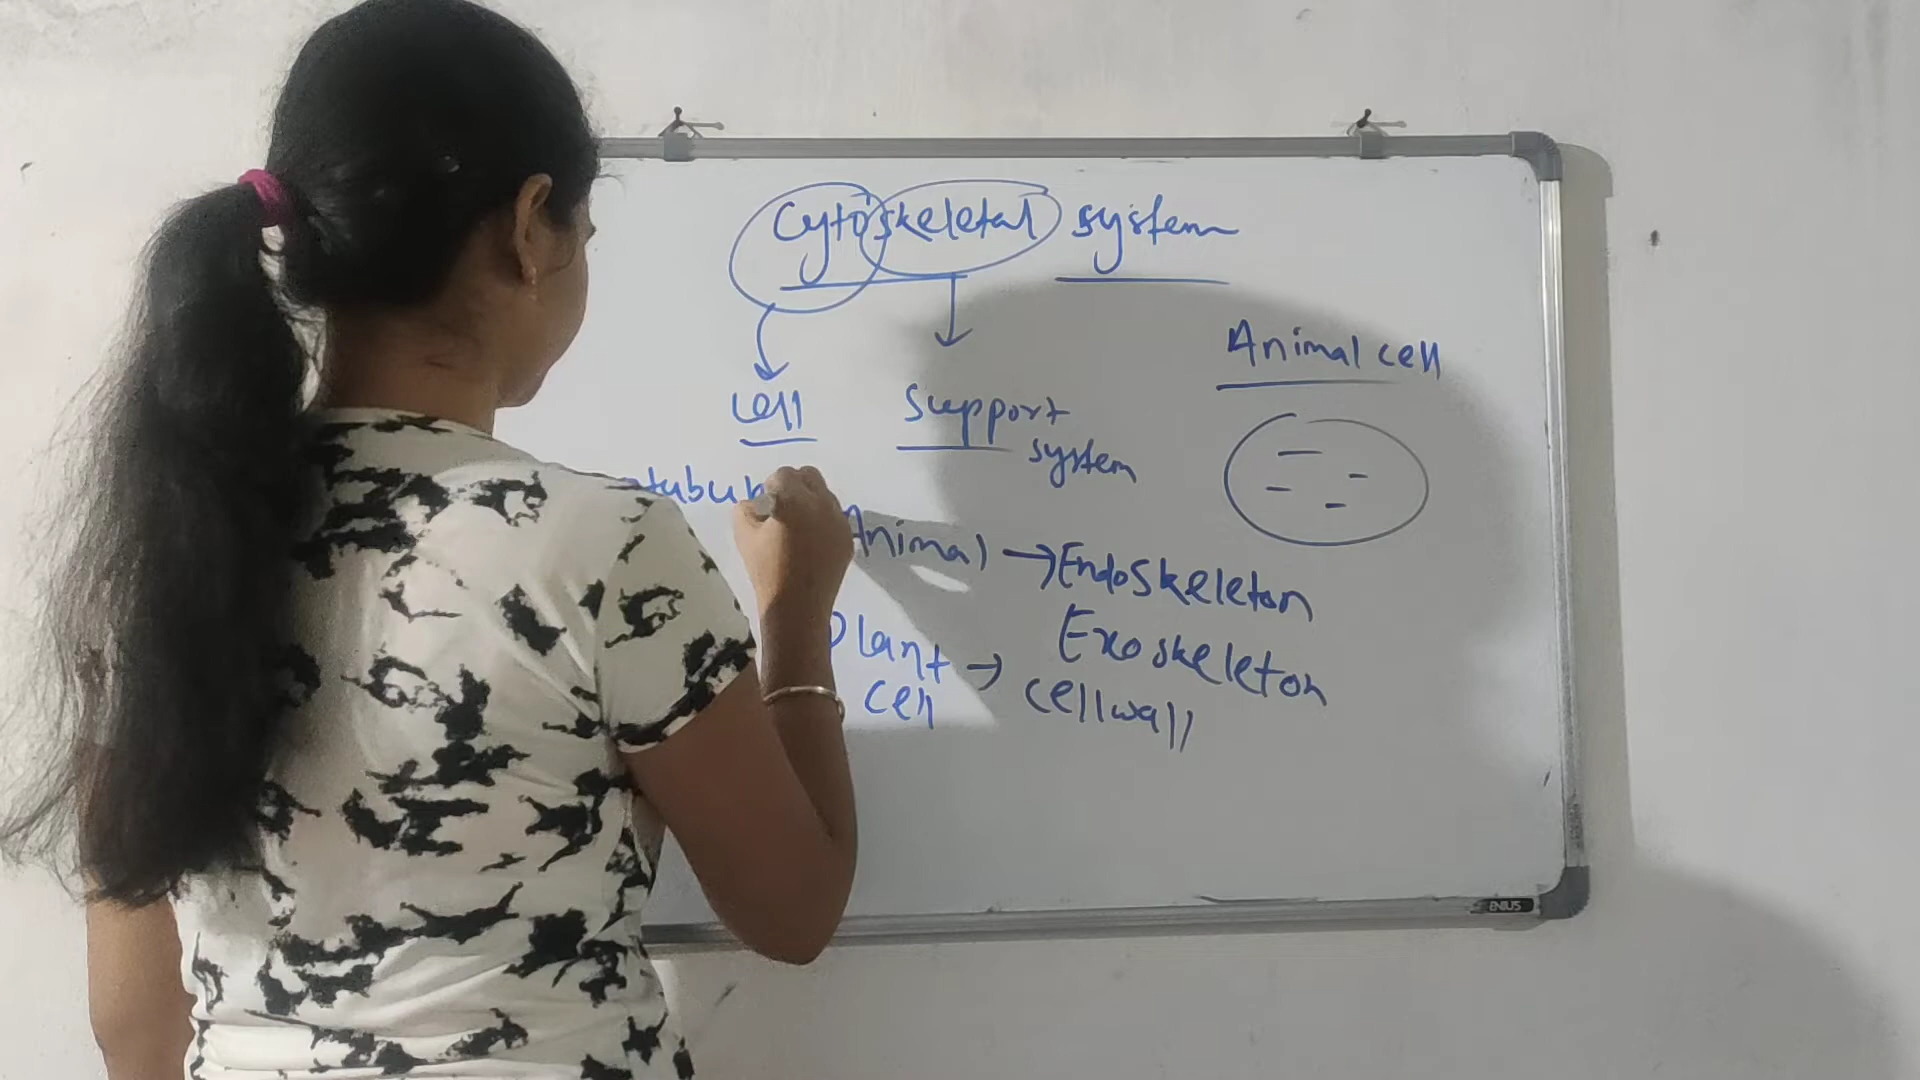 Cytoskeletal system
Animal cell
Cell
Support
system
Animal → Endoskeleton
Exoskeleton
Plant → cellwall
cell